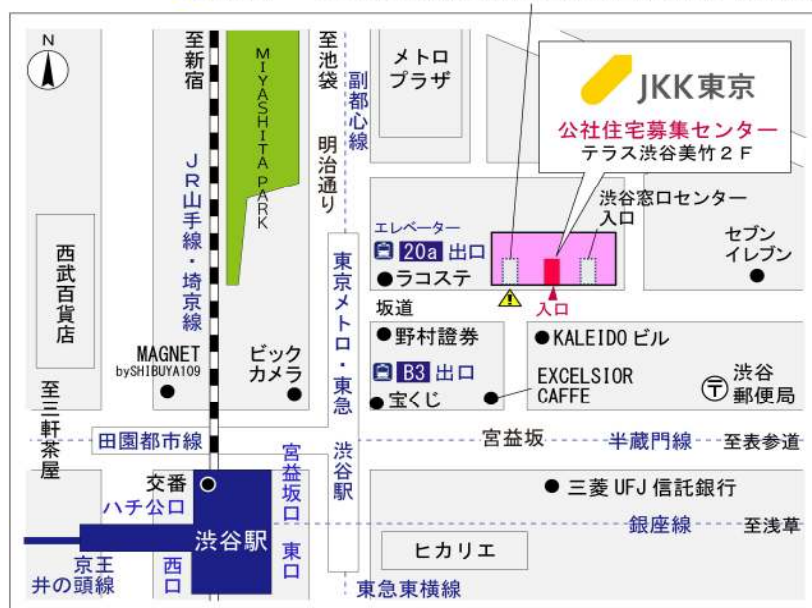 N
至新宿
MIYASHITA PARK
至池袋
副都心線
明治通り
メトロ
プラザ
JKK東京
公社住宅募集センター
テラス渋谷美竹２Ｆ
渋谷窓口センター
入口
JR山手線・埼京線
西武百貨店
エレベーター
20a 出口
ラコステ
セブン
イレブン
入口
坂道
東京メトロ・東急
渋谷駅
野村證券
KALEIDO ビル
MAGNET
bySHIBUYA109
ビック
カメラ
B3 出口
EXCELSIOR
CAFFE
渋谷
郵便局
宝くじ
至三軒茶屋
田園都市線
宮益坂
半蔵門線
至表参道
交番
宮益坂口
三菱 UFJ 信託銀行
ハチ公口
渋谷駅
銀座線
至浅草
東口
西口
ヒカリエ
京王
井の頭線
東急東横線